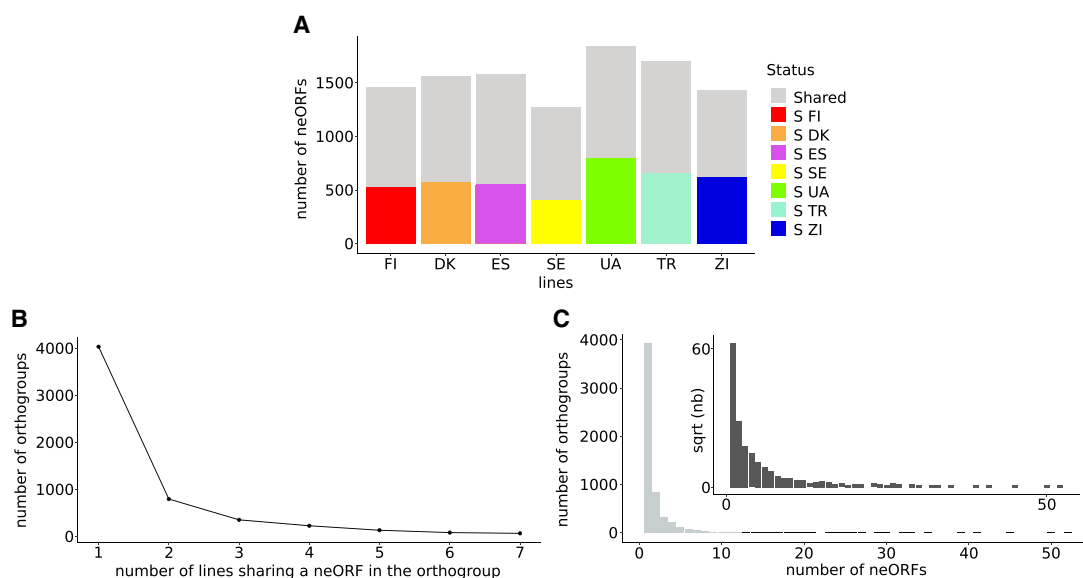 A
number of neORFs
1500
1000
500
0
FI DK ES SE UA TR ZI
lines
Status
Shared
S FI
S DK
S ES
S SE
S UA
S TR
S ZI
B
number of orthogroups
4000
3000
2000
1000
0
1 2 3 4 5 6 7
number of lines sharing a neORF in the orthogroup
C
number of orthogroups
4000
3000
2000
1000
0
0 10 20 30 40 50
number of neORFs
sqrt (nb)
60
0
0 50